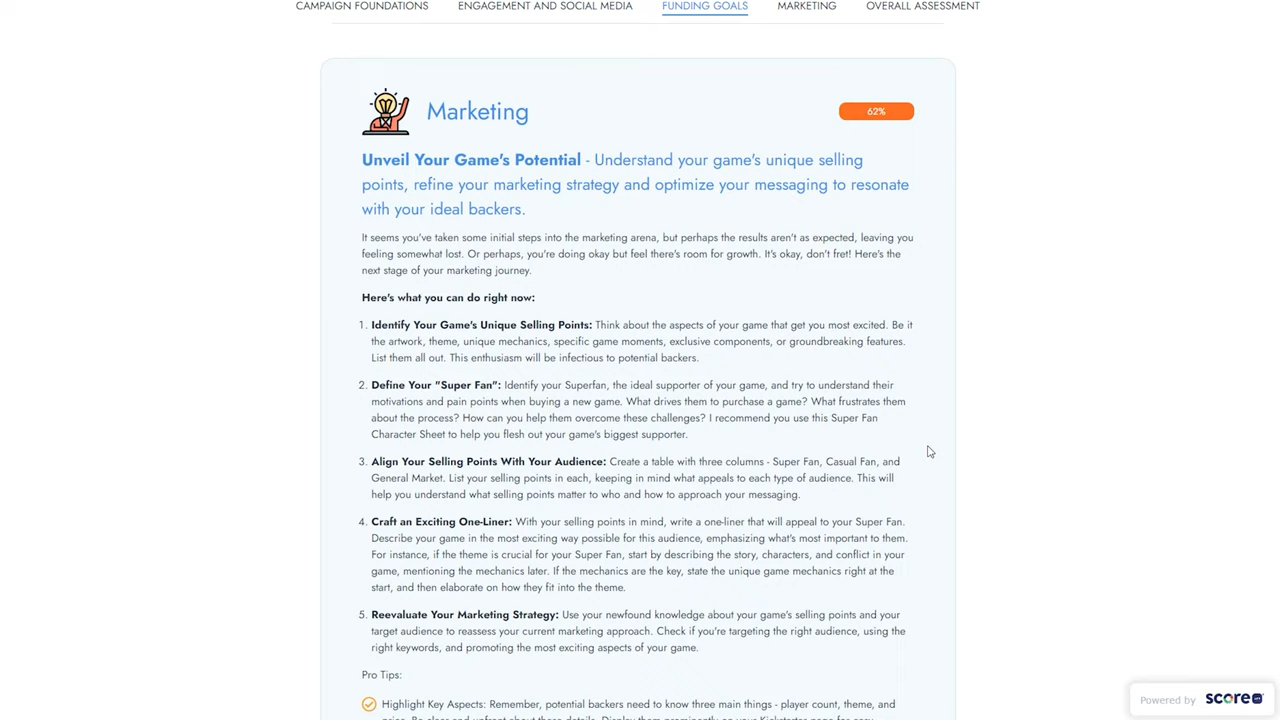 CAMPAIGN FOUNDATIONS ENGAGEMENT AND SOCIAL MEDIA FUNDING GOALS MARKETING OVERALL ASSESSMENT
Marketing
62%
Unveil Your Game's Potential - Understand your game's unique selling
points, refine your marketing strategy and optimize your messaging to resonate
with your ideal backers.
It seems you've taken some initial steps into the marketing arena, but perhaps the results aren't as expected, leaving you
feeling somewhat lost. Or perhaps, you're doing okay but feel there's room for growth. It's okay, don't fret! Here's the
next stage of your marketing journey.
Here's what you can do right now:
1. Identify Your Game's Unique Selling Points: Think about the aspects of your game that get you most excited. Be it
the artwork, theme, unique mechanics, specific game moments, exclusive components, or groundbreaking features.
List them all out. This enthusiasm will be infectious to potential backers.
2. Define Your "Super Fan": Identify your Superfan, the ideal supporter of your game, and try to understand their
motivations and pain points when buying a new game. What drives them to purchase a game? What frustrates them
about the process? How can you help them overcome these challenges? I recommend you use this Super Fan
Character Sheet to help you flesh out your game's biggest supporter.
3. Align Your Selling Points With Your Audience: Create a table with three columns - Super Fan, Casual Fan, and
General Market. List your selling points in each, keeping in mind what appeals to each type of audience. This will
help you understand what selling points matter to who and how to approach your messaging.
4. Craft an Exciting One-Liner: With your selling points in mind, write a one-liner that will appeal to your Super Fan.
Describe your game in the most exciting way possible for this audience, emphasizing what's most important to them.
For instance, if the theme is crucial for your Super Fan, start by describing the story, characters, and conflict in your
game, mentioning the mechanics later. If the mechanics are the key, state the unique game mechanics right at the
start, and then elaborate on how they fit into the theme.
5. Reevaluate Your Marketing Strategy: Use your newfound knowledge about your game's selling points and your
target audience to reassess your current marketing approach. Check if you're targeting the right audience, using the
right keywords, and promoting the most exciting aspects of your game.
Pro Tips:
Highlight Key Aspects: Remember, potential backers need to know three main things - player count, theme, and
price. Be clear and upfront about these details. Display them prominently on your Kickstarter page for easy
Powered by score